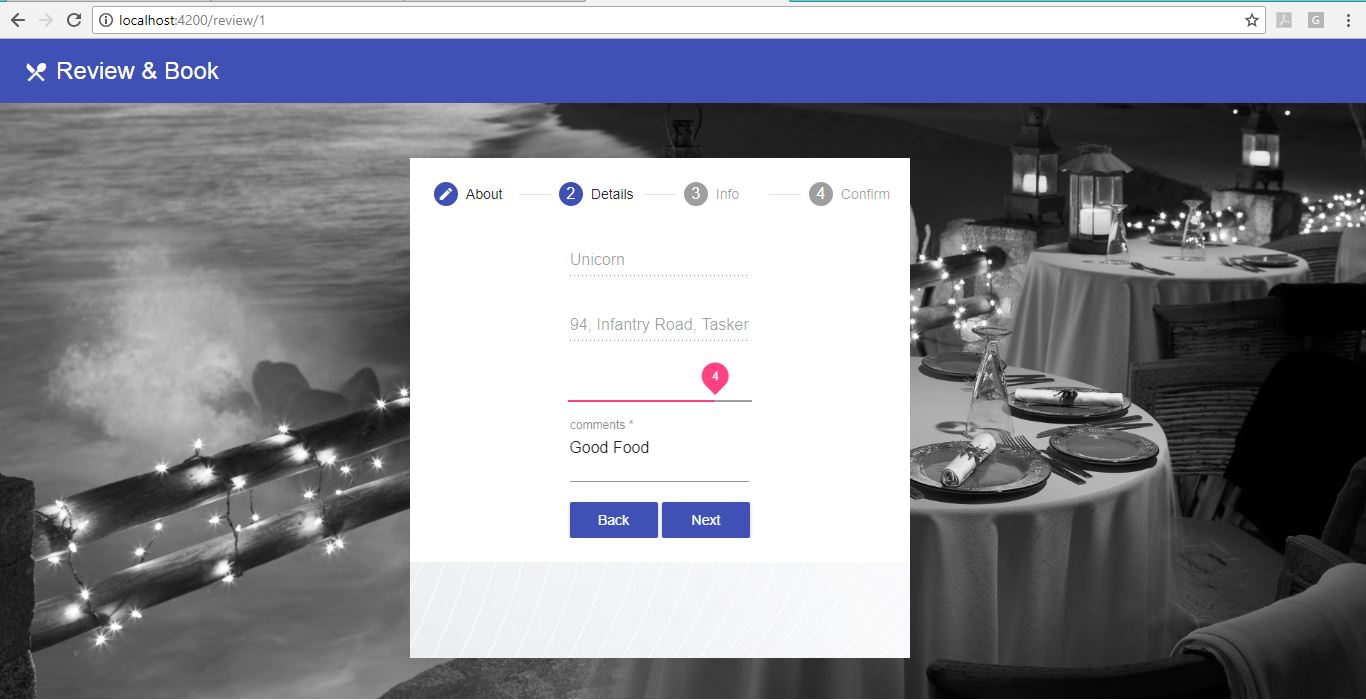 localhost:4200/review/1
G
Review & Book
About
2 Details
3 Info
4 Confirm
Unicorn
94, Infantry Road, Tasker
4
comments *
Good Food
Back Next